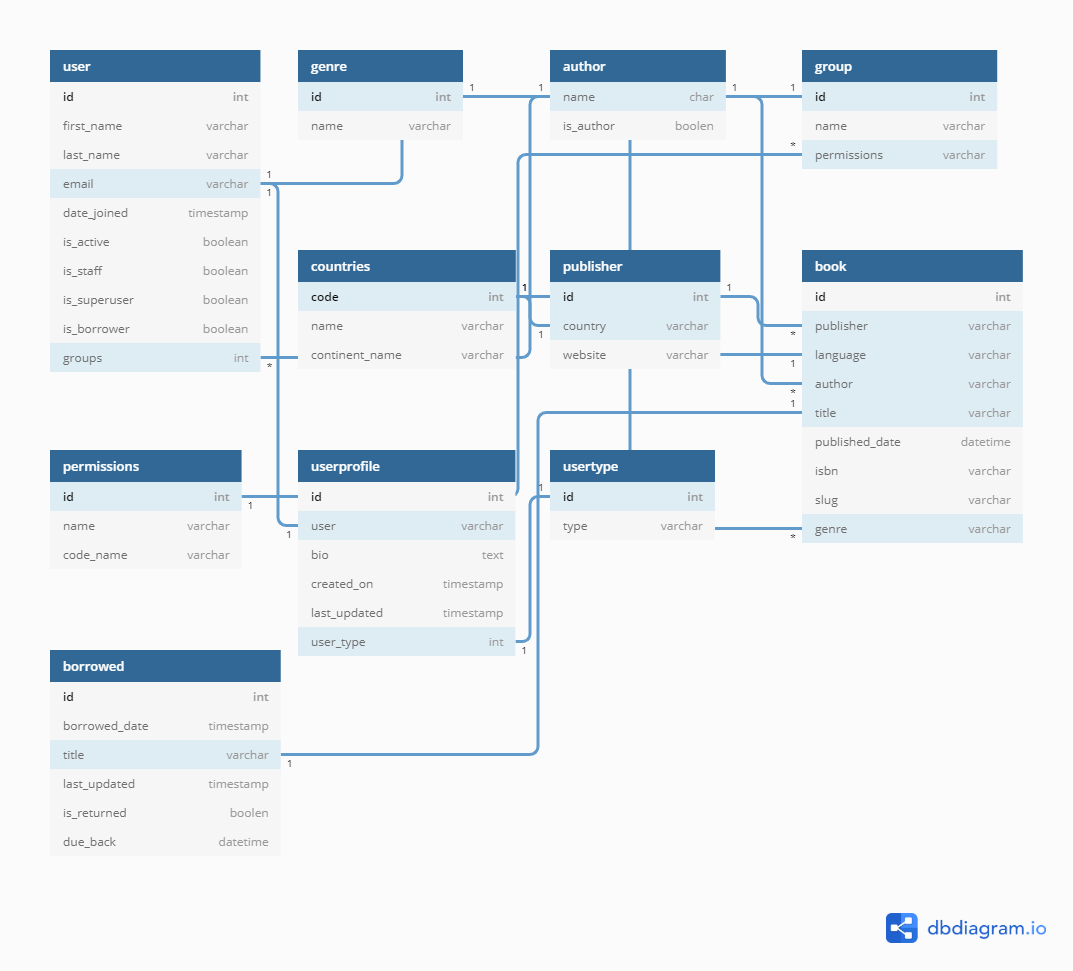 user
id int
first_name varchar
last_name varchar
email varchar
date_joined timestamp
is_active boolean
is_staff boolean
is_superuser boolean
is_borrower boolean
groups int
1
1
*
genre
id int
name varchar
1
author
name char
is_author boolen
1
1
group
id int
name varchar
permissions varchar
1
*
countries
code int
name varchar
continent_name varchar
1
publisher
id int
country varchar
website varchar
1
1
book
id int
publisher varchar
language varchar
author varchar
title varchar
published_date datetime
isbn varchar
slug varchar
genre varchar
*
1
*
1
*
permissions
id int
name varchar
code_name varchar
1
userprofile
id int
user varchar
bio text
created_on timestamp
last_updated timestamp
user_type int
1
1
usertype
id int
type varchar
1
borrowed
id int
borrowed_date timestamp
title varchar
last_updated timestamp
is_returned boolen
due_back datetime
1
dbdiagram.io